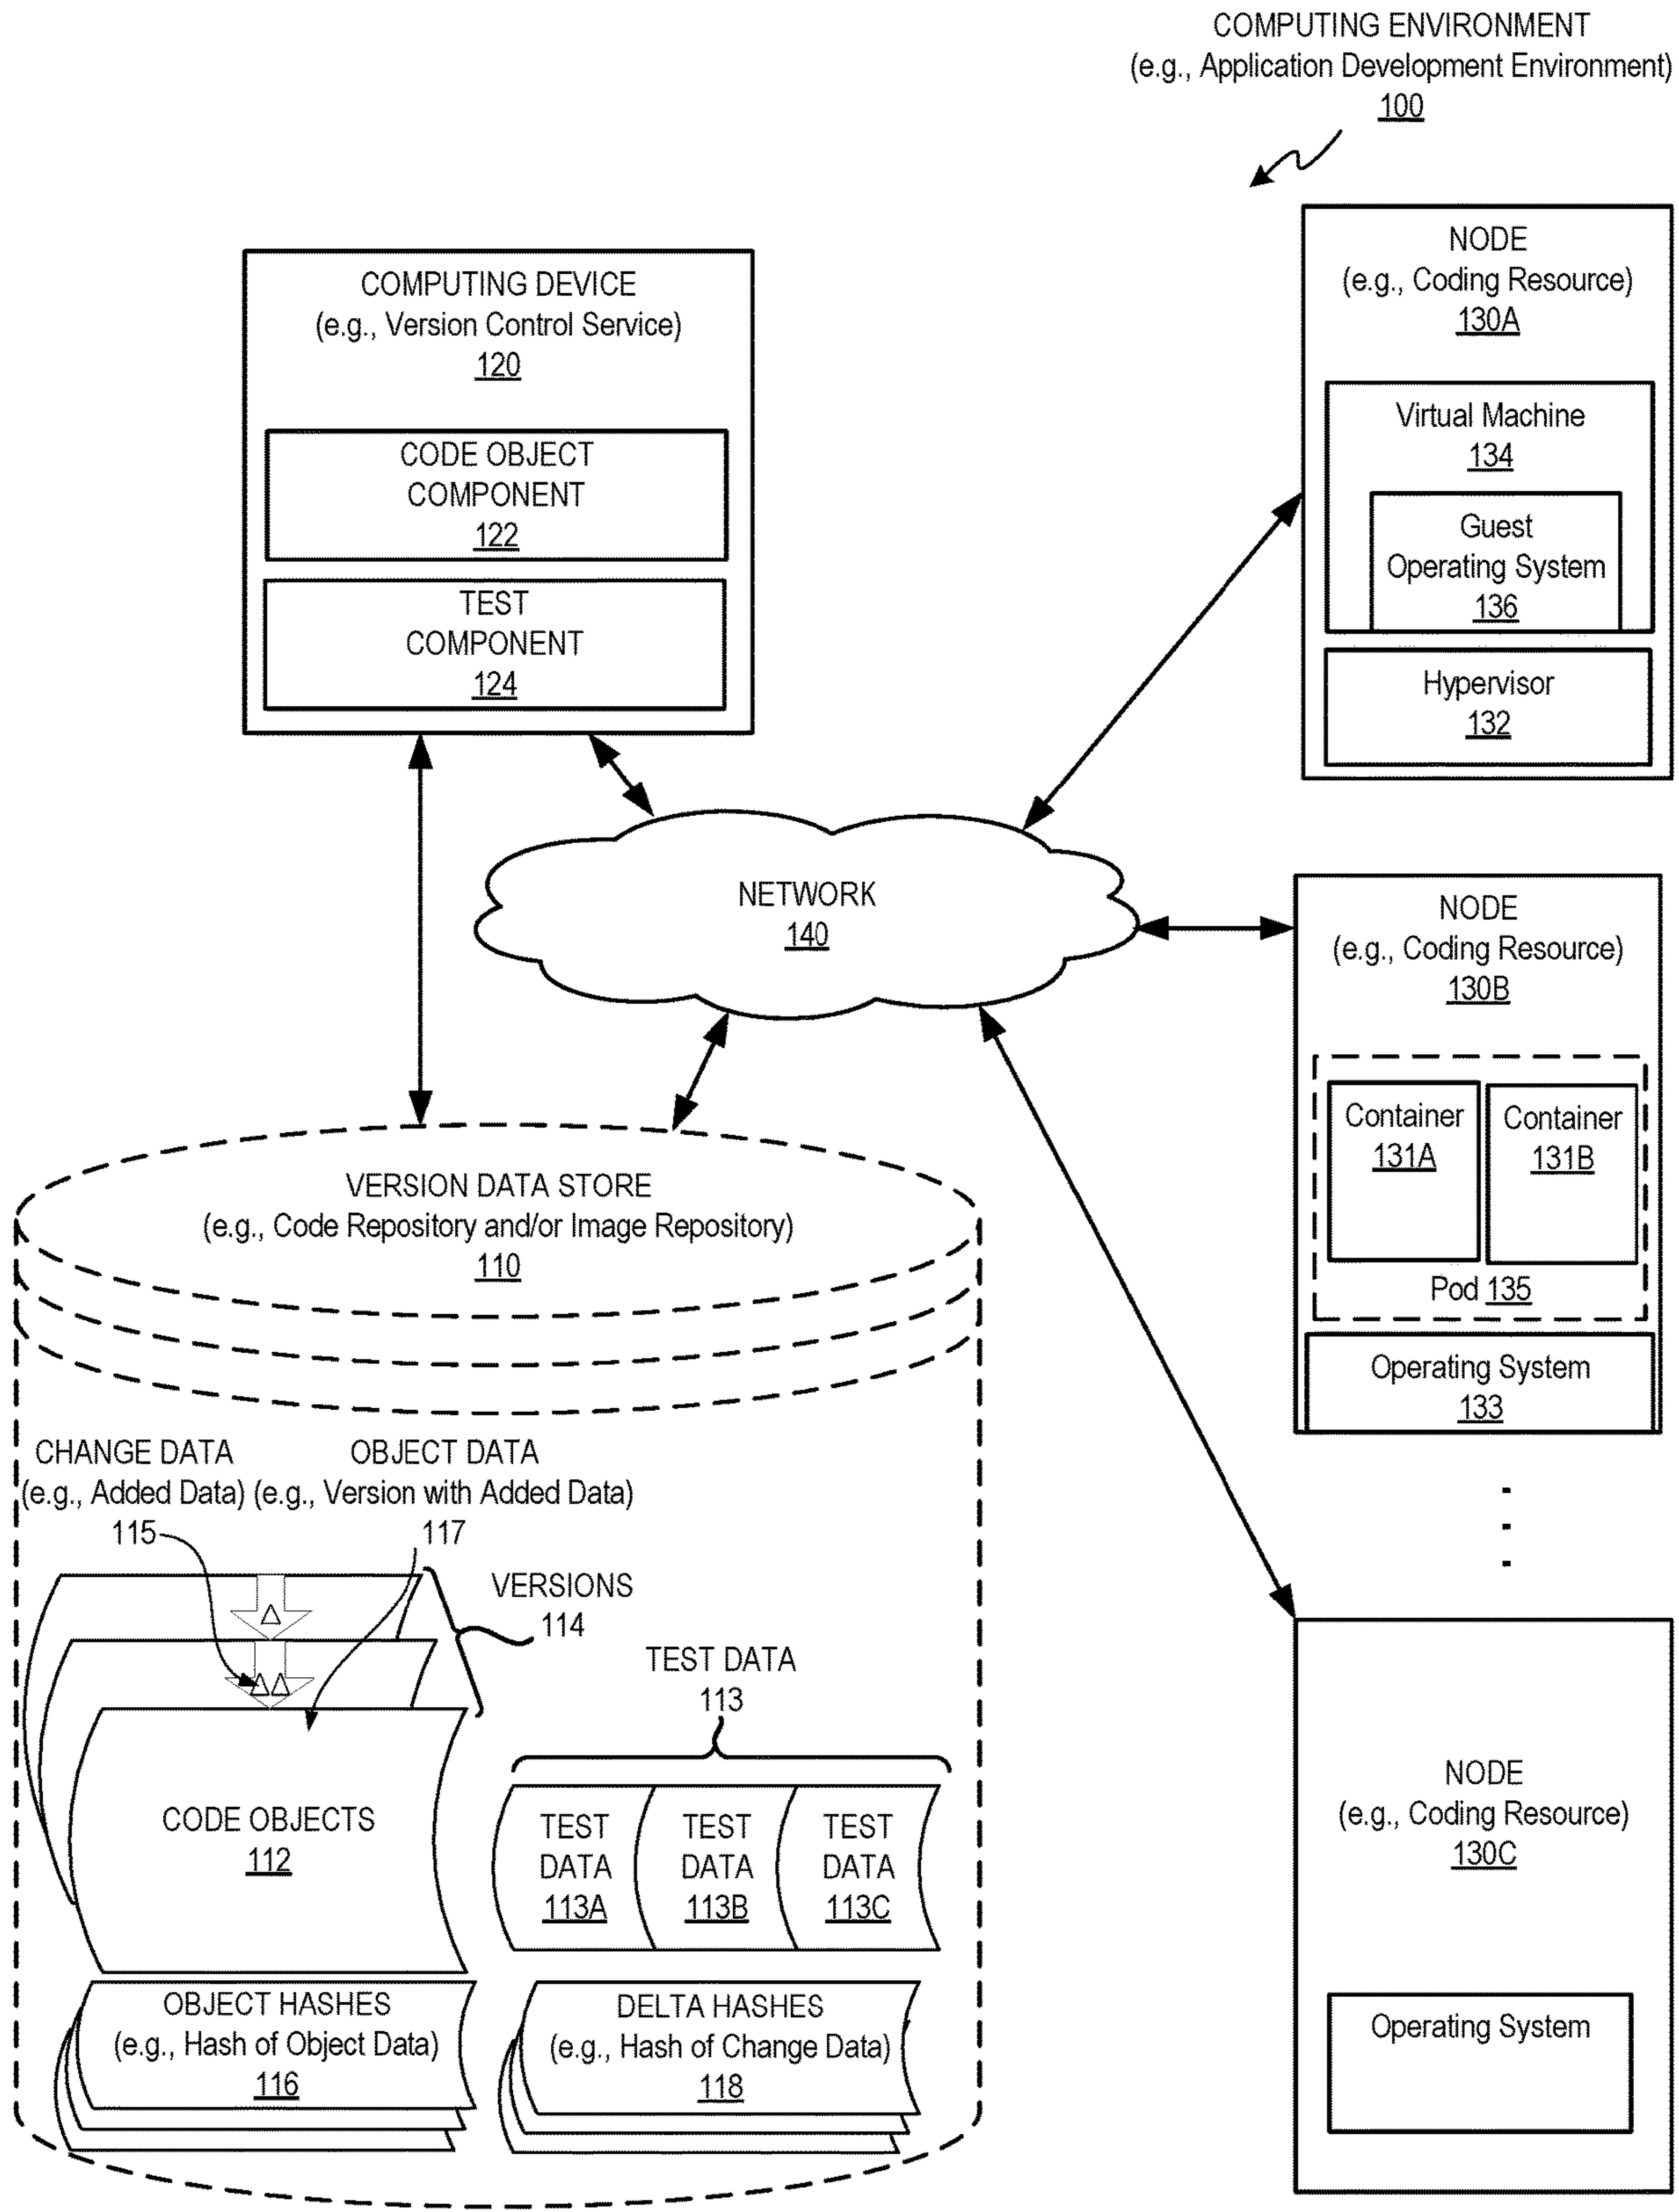 COMPUTING ENVIRONMENT
(e.g., Application Development Environment)
100
COMPUTING DEVICE
(e.g., Version Control Service)
120
CODE OBJECT
COMPONENT
122
TEST
COMPONENT
124
NODE
(e.g., Coding Resource)
130A
Virtual Machine
134
Guest
Operating System
136
Hypervisor
132
NETWORK
140
NODE
(e.g., Coding Resource)
130B
Container
131A
Container
131B
Pod 135
Operating System
133
VERSION DATA STORE
(e.g., Code Repository and/or Image Repository)
110
CHANGE DATA
(e.g., Added Data)
115
OBJECT DATA
(e.g., Version with Added Data)
117
VERSIONS
114
Δ
ΔΔ
CODE OBJECTS
112
TEST DATA
113
TEST
DATA
113A
TEST
DATA
113B
TEST
DATA
113C
OBJECT HASHES
(e.g., Hash of Object Data)
116
DELTA HASHES
(e.g., Hash of Change Data)
118
NODE
(e.g., Coding Resource)
130C
Operating System